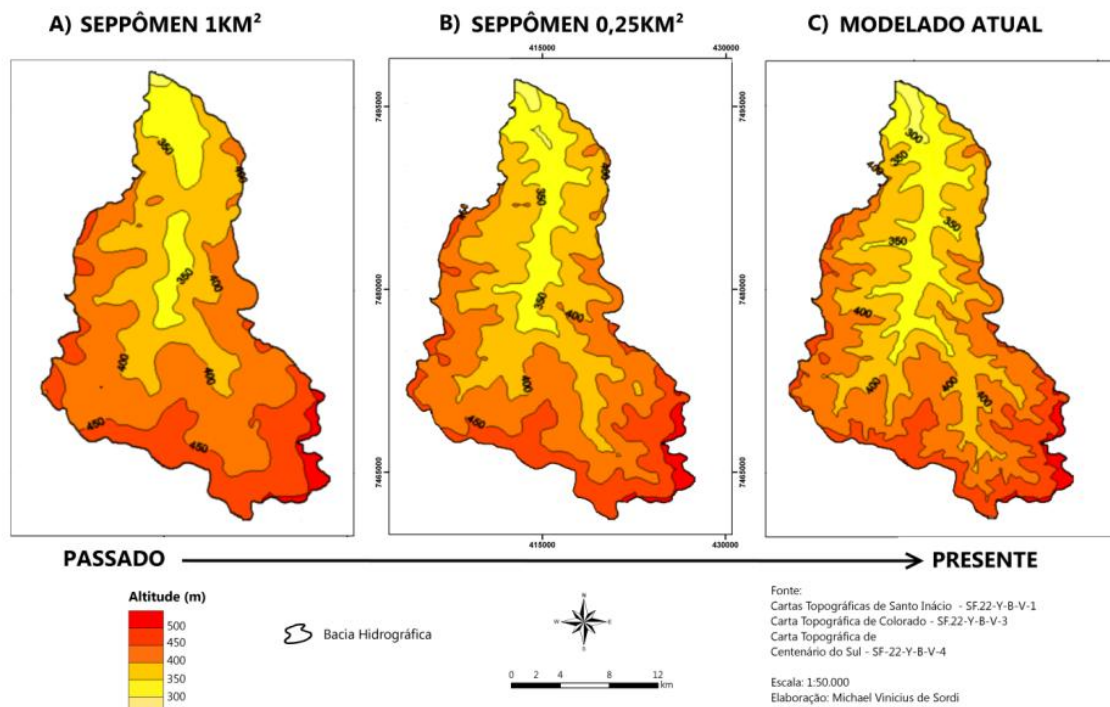 A) SEPPÔMEN 1KM²
B) SEPPÔMEN 0,25KM²
C) MODELADO ATUAL
415000
430000
7495000
7480000
7465000
7495000
7480000
7465000
415000
430000
350
400
350
400
400
400
450
450
400
350
350
400
400
300
350
350
350
400
400
400
PASSADO
PRESENTE
Altitude (m)
500
450
400
350
300
Bacia Hidrográfica
N
W
E
S
0 4 8 12
km
Fonte:
Cartas Topográficas de Santo Inácio - SF.22-Y-B-V-1
Carta Topográfica de Colorado - SF.22-Y-B-V-3
Carta Topográfica de
Centenário do Sul - SF-22-Y-B-V-4
Escala: 1:50.000
Elaboração: Michael Vinicius de Sordi